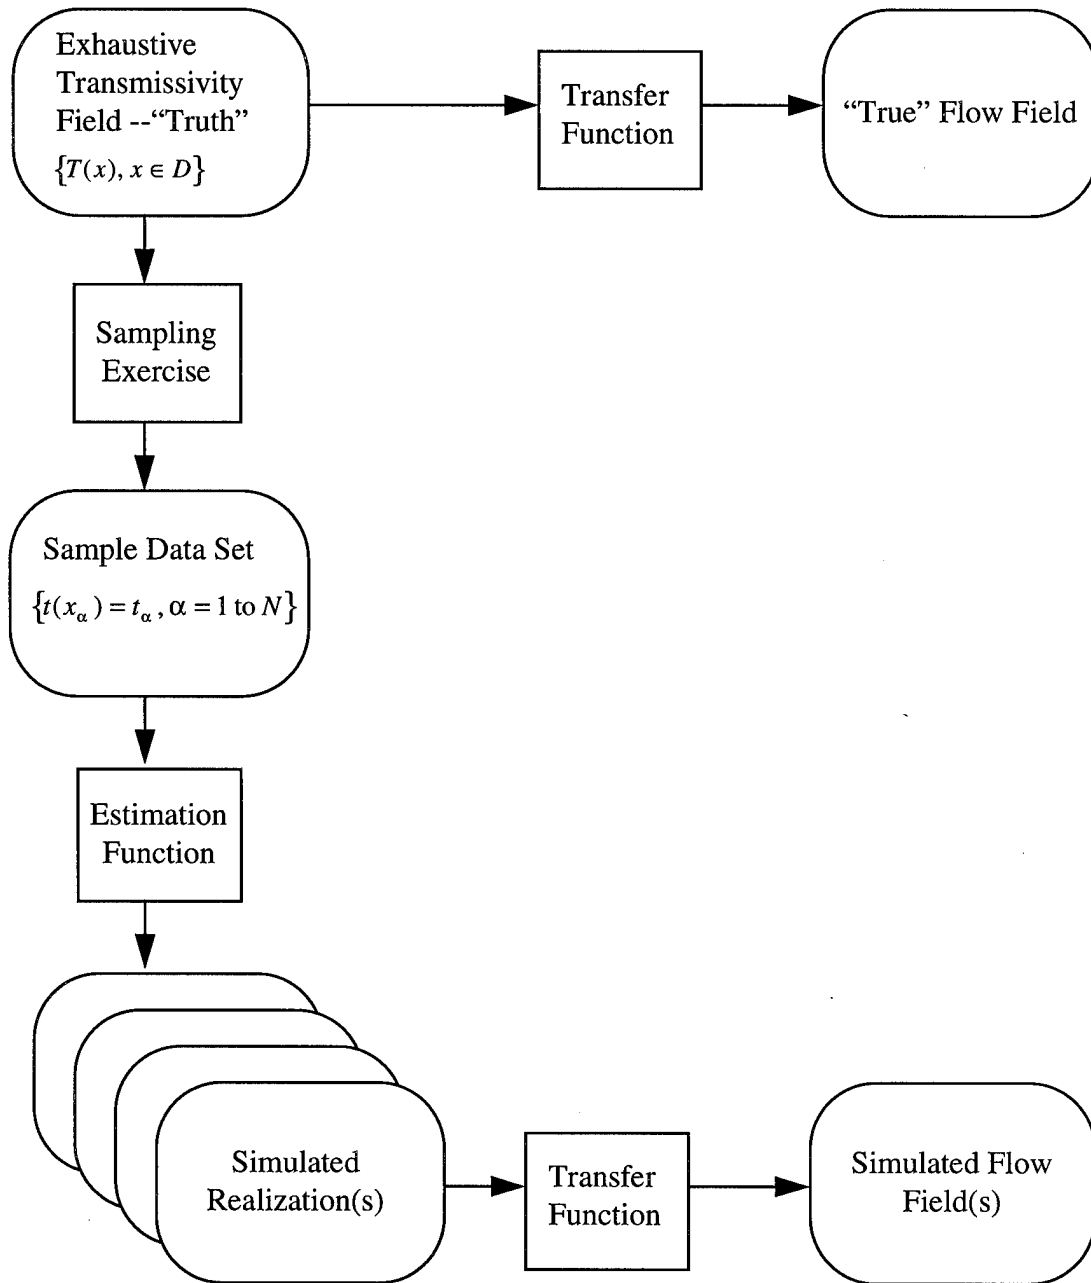 Exhaustive
Transmissivity
Field --“Truth”
{T(x), x ∈ D}
Transfer
Function
“True” Flow Field
Sampling
Exercise
Sample Data Set
{t(x_α) = t_α, α = 1 to N}
Estimation
Function
Simulated
Realization(s)
Transfer
Function
Simulated Flow
Field(s)